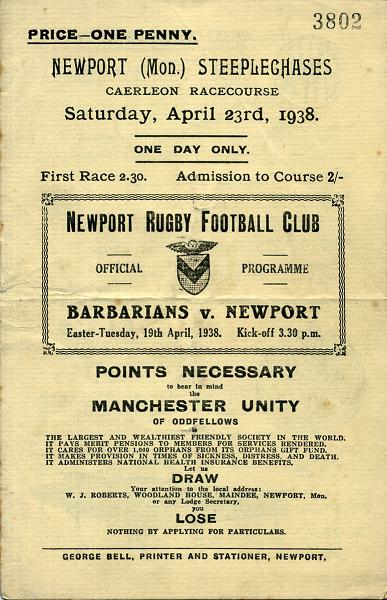 3802
PRICE—ONE PENNY.
NEWPORT (Mon.) STEEPLECHASES
CAERLEON RACECOURSE
Saturday, April 23rd, 1938.
ONE DAY ONLY.
First Race 2.30. Admission to Course 2/-
NEWPORT RUGBY FOOTBALL CLUB
OFFICIAL PROGRAMME
BARBARIANS v. NEWPORT
Easter-Tuesday, 19th April, 1938. Kick-off 3.30 p.m.
POINTS NECESSARY
to bear in mind
the
MANCHESTER UNITY
OF ODDFELLOWS
is
THE LARGEST AND WEALTHIEST FRIENDLY SOCIETY IN THE WORLD.
IT PAYS MERIT PENSIONS TO MEMBERS FOR SERVICES RENDERED.
IT CARES FOR OVER 1,000 ORPHANS FROM ITS ORPHANS GIFT FUND.
IT MAKES PROVISION IN TIMES OF SICKNESS, DISTRESS, AND DEATH.
IT ADMINISTERS NATIONAL HEALTH INSURANCE BENEFITS.
Let us
DRAW
Your attention to the local address:
W. J. ROBERTS, WOODLAND HOUSE, MAINDEE, NEWPORT, Mon.
or any Lodge Secretary,
you
LOSE
NOTHING BY APPLYING FOR PARTICULARS.
GEORGE BELL, PRINTER AND STATIONER, NEWPORT.